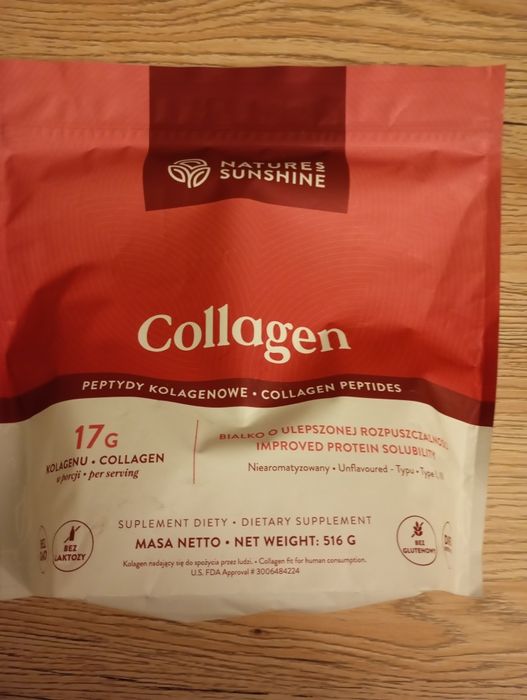 NATURES
SUNSHINE
Collagen
PEPTYDY KOLAGENOWE • COLLAGEN PEPTIDES
17G
KOLAGENU • COLLAGEN
w porcji • per serving
BIAŁKO O ULEPSZONEJ
IMPROVED PROTEIN SOLUBILITY
Niearomatyzowany • Unflavoured - Typu • Type I,
SUPLEMENT DIETY • DIETARY SUPPLEMENT
MASA NETTO • NET WEIGHT: 516 G
Kolagen nadający się do spożycia przez ludzi. • Collagen fit for human consumption.
U.S. FDA Approval # 3006484224
BEZ
LAKTOZY
BEZ
GLUTENOWY